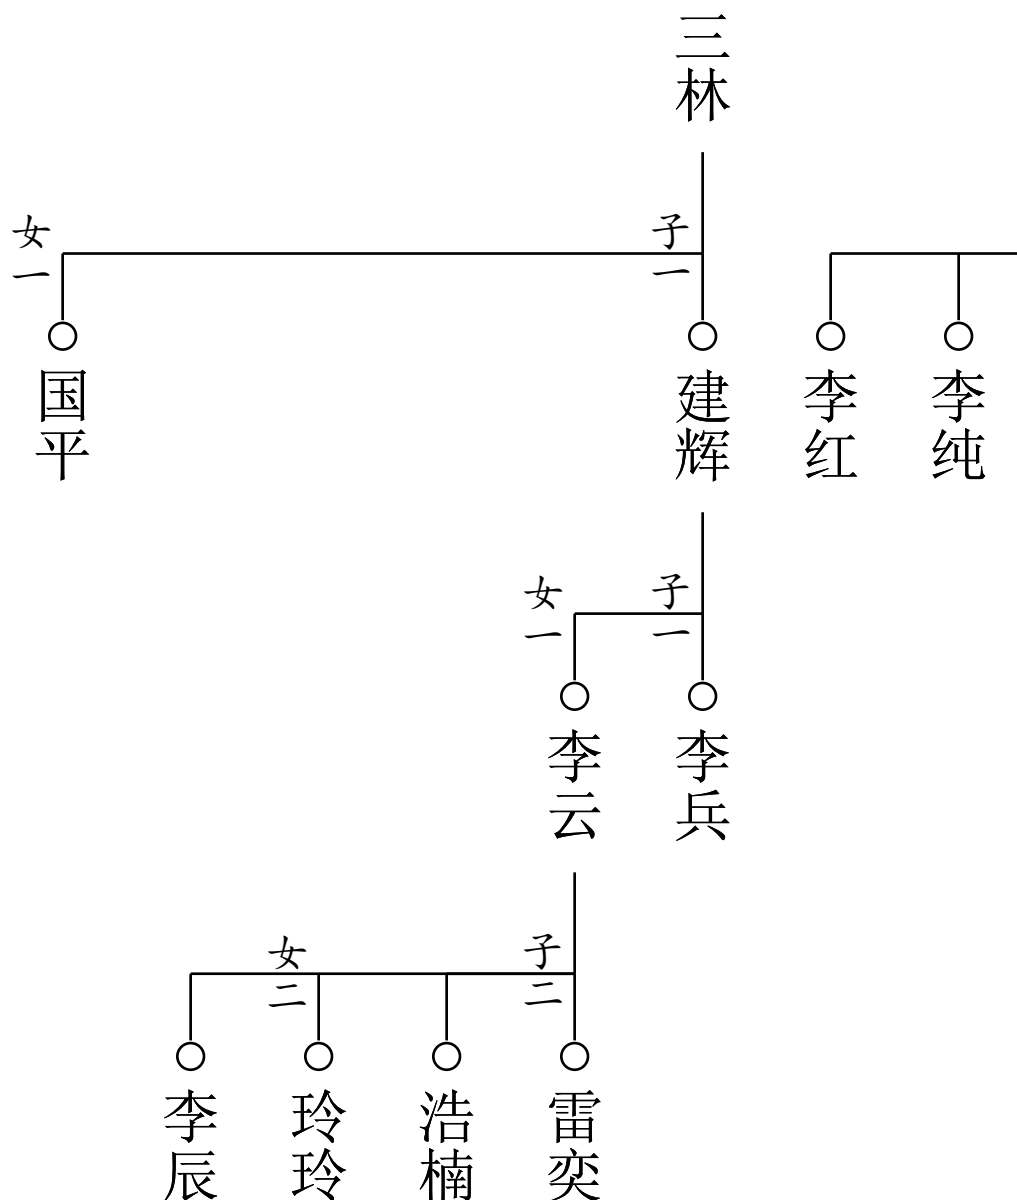 三林
女一
子一
国平
建辉
李红
李纯
女一
子一
李云
李兵
女二
子二
李辰
玲玲
浩楠
雷奕